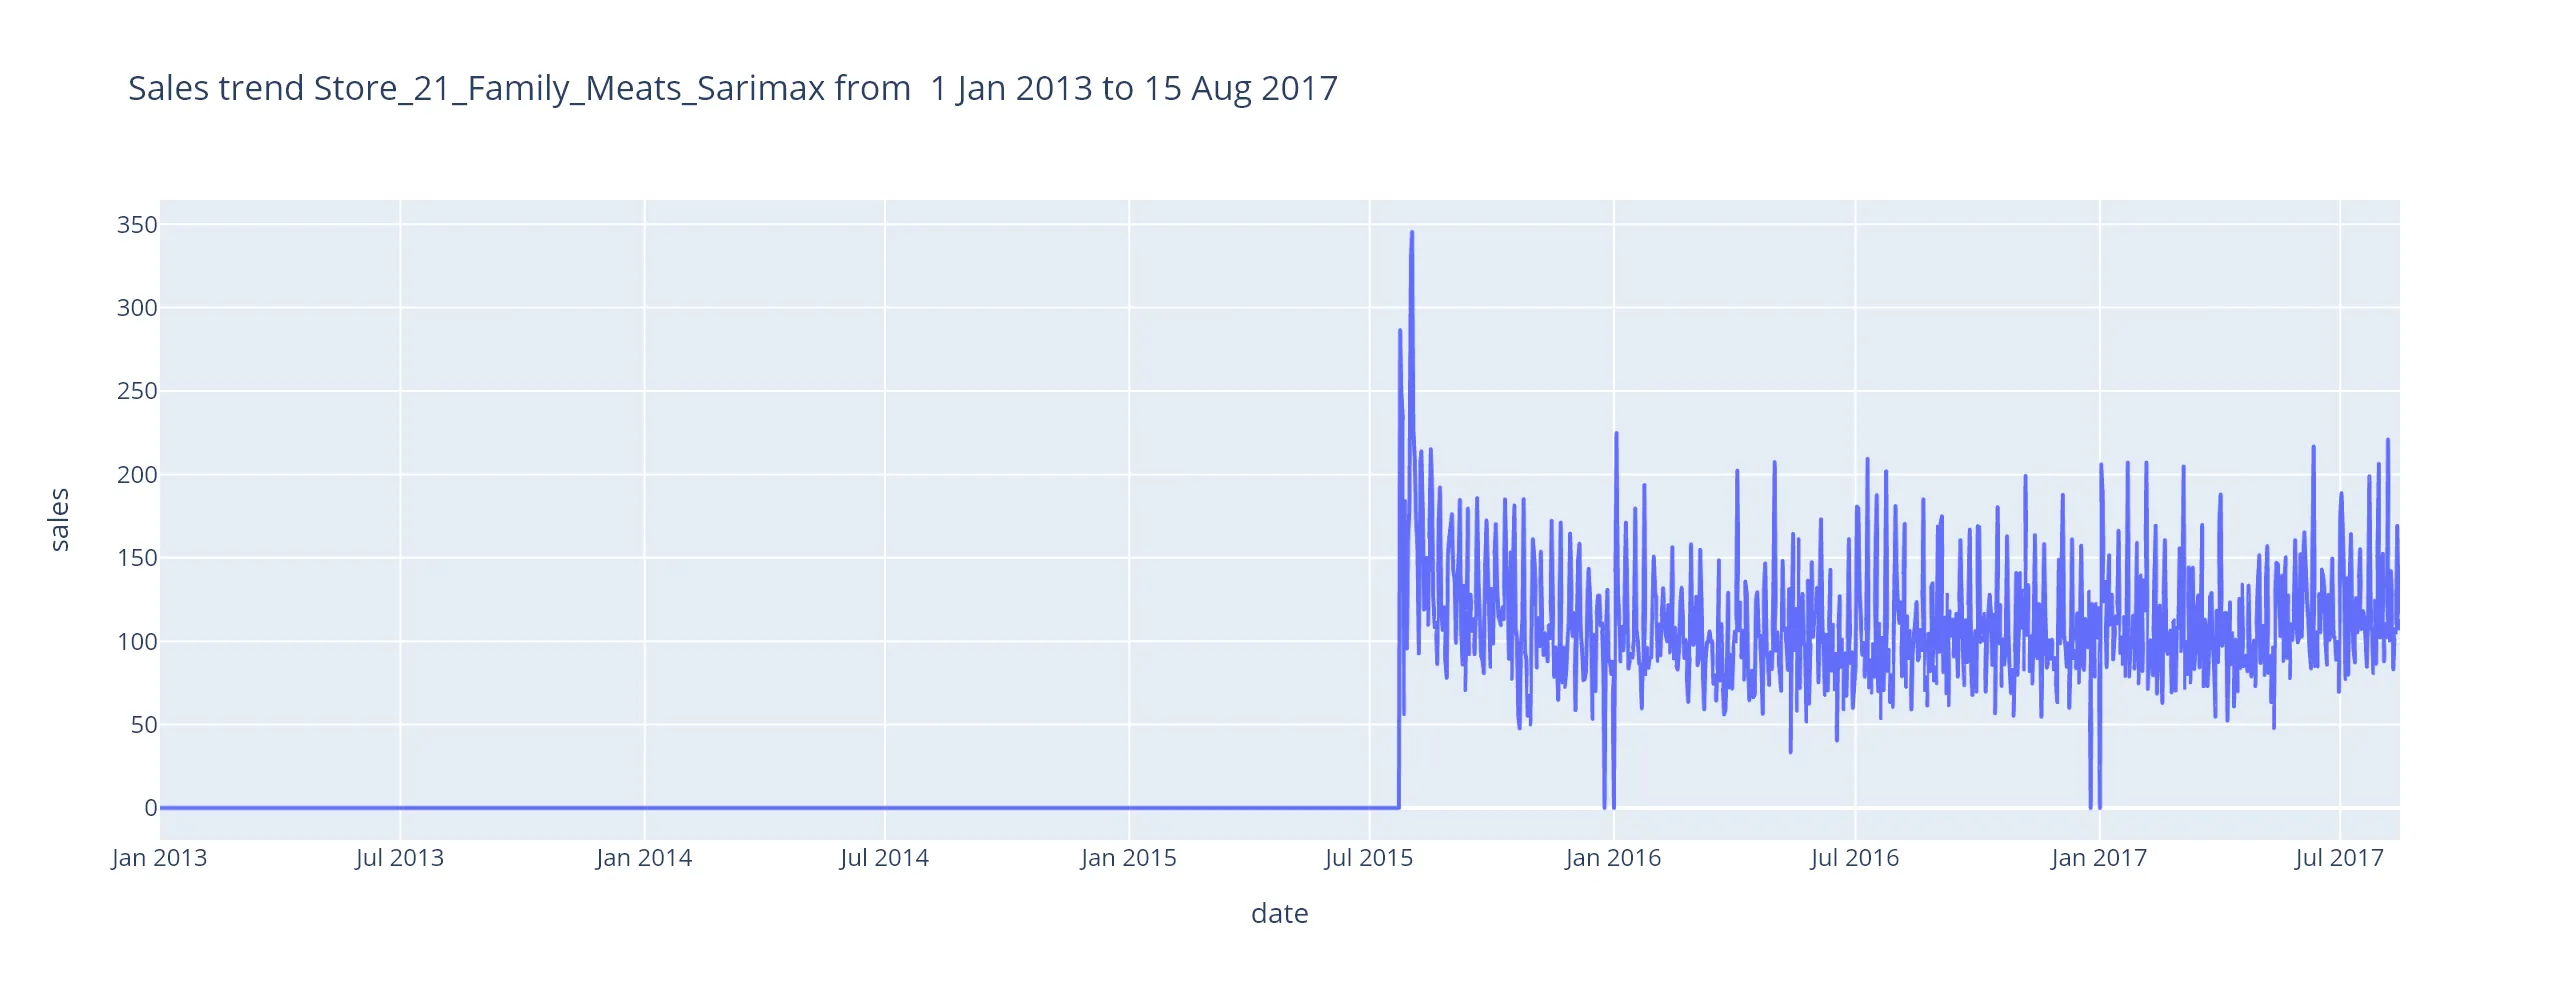 Sales trend Store_21_Family_Meats_Sarimax from  1 Jan 2013 to 15 Aug 2017
350
300
250
200
150
100
50
0
sales
Jan 2013
Jul 2013
Jan 2014
Jul 2014
Jan 2015
Jul 2015
Jan 2016
Jul 2016
Jan 2017
Jul 2017
date